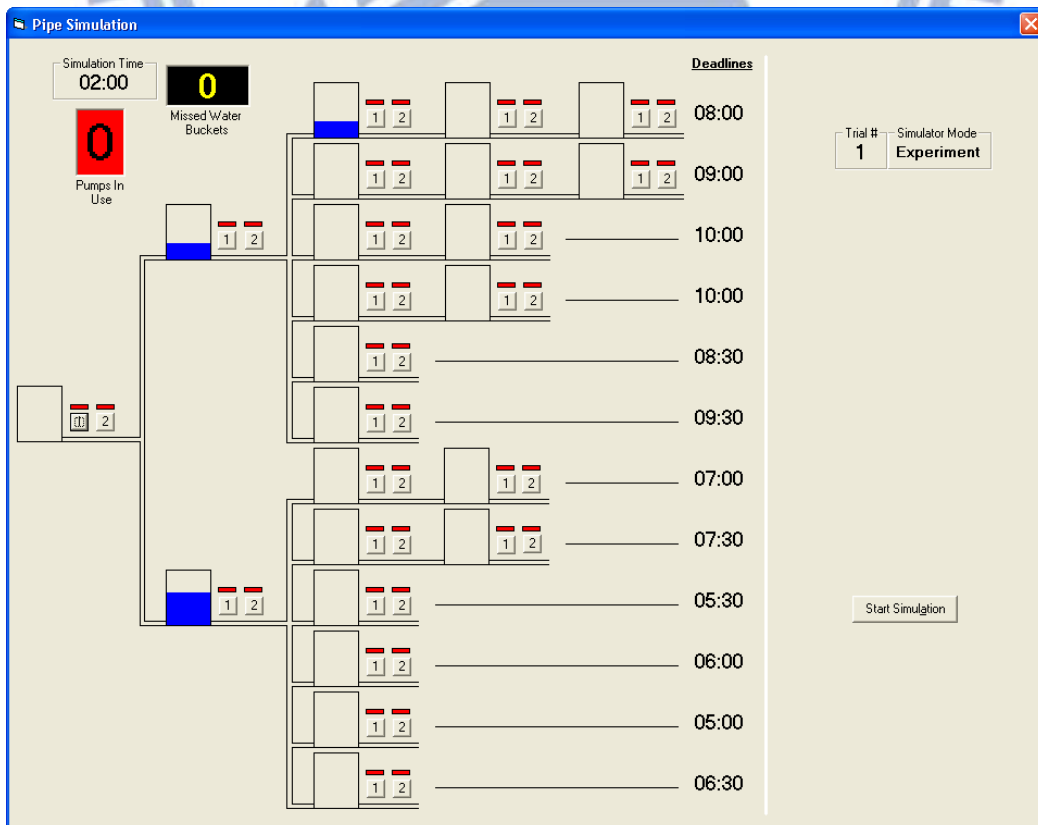 Pipe Simulation
Simulation Time
02:00
0
Missed Water
Buckets
0
Pumps In
Use
Deadlines
1 2 1 2 1 2 08:00
1 2 1 2 1 2 09:00
1 2 1 2 1 2 10:00
1 2 1 2 10:00
1 2 08:30
1 2 1 2 09:30
1 2 1 2 07:00
1 2 1 2 07:30
1 2 1 2 05:30
1 2 06:00
1 2 05:00
1 2 06:30
Trial #
1
Simulator Mode
Experiment
Start Simulation